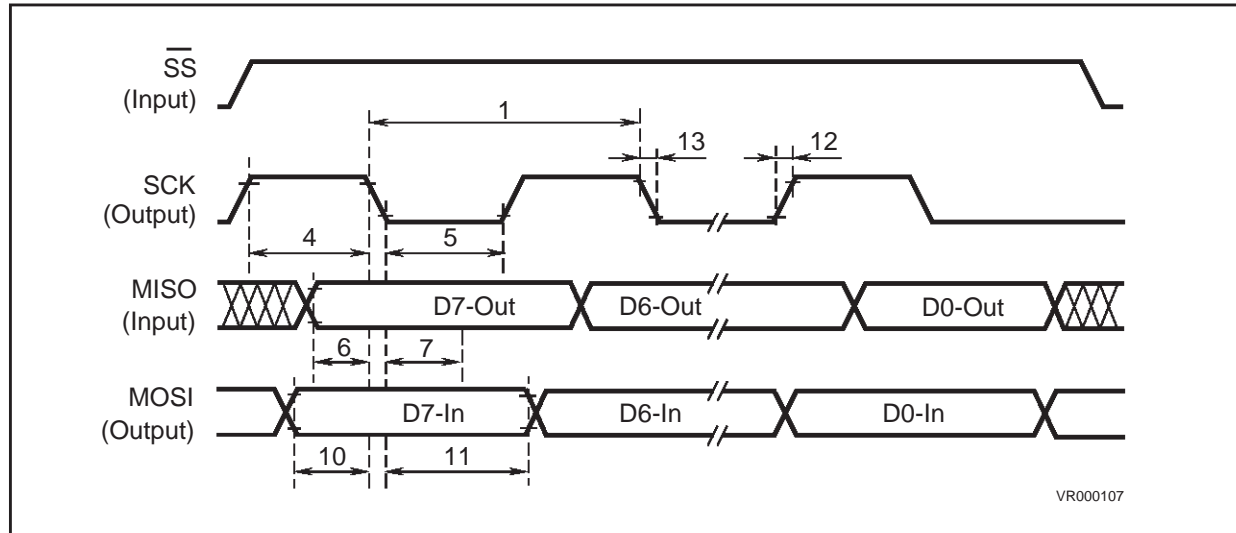 SS
(Input)
1
13
12
SCK
(Output)
4
5
MISO
(Input)
D7-Out
D6-Out
D0-Out
6
7
MOSI
(Output)
D7-In
D6-In
D0-In
10
11
VR000107